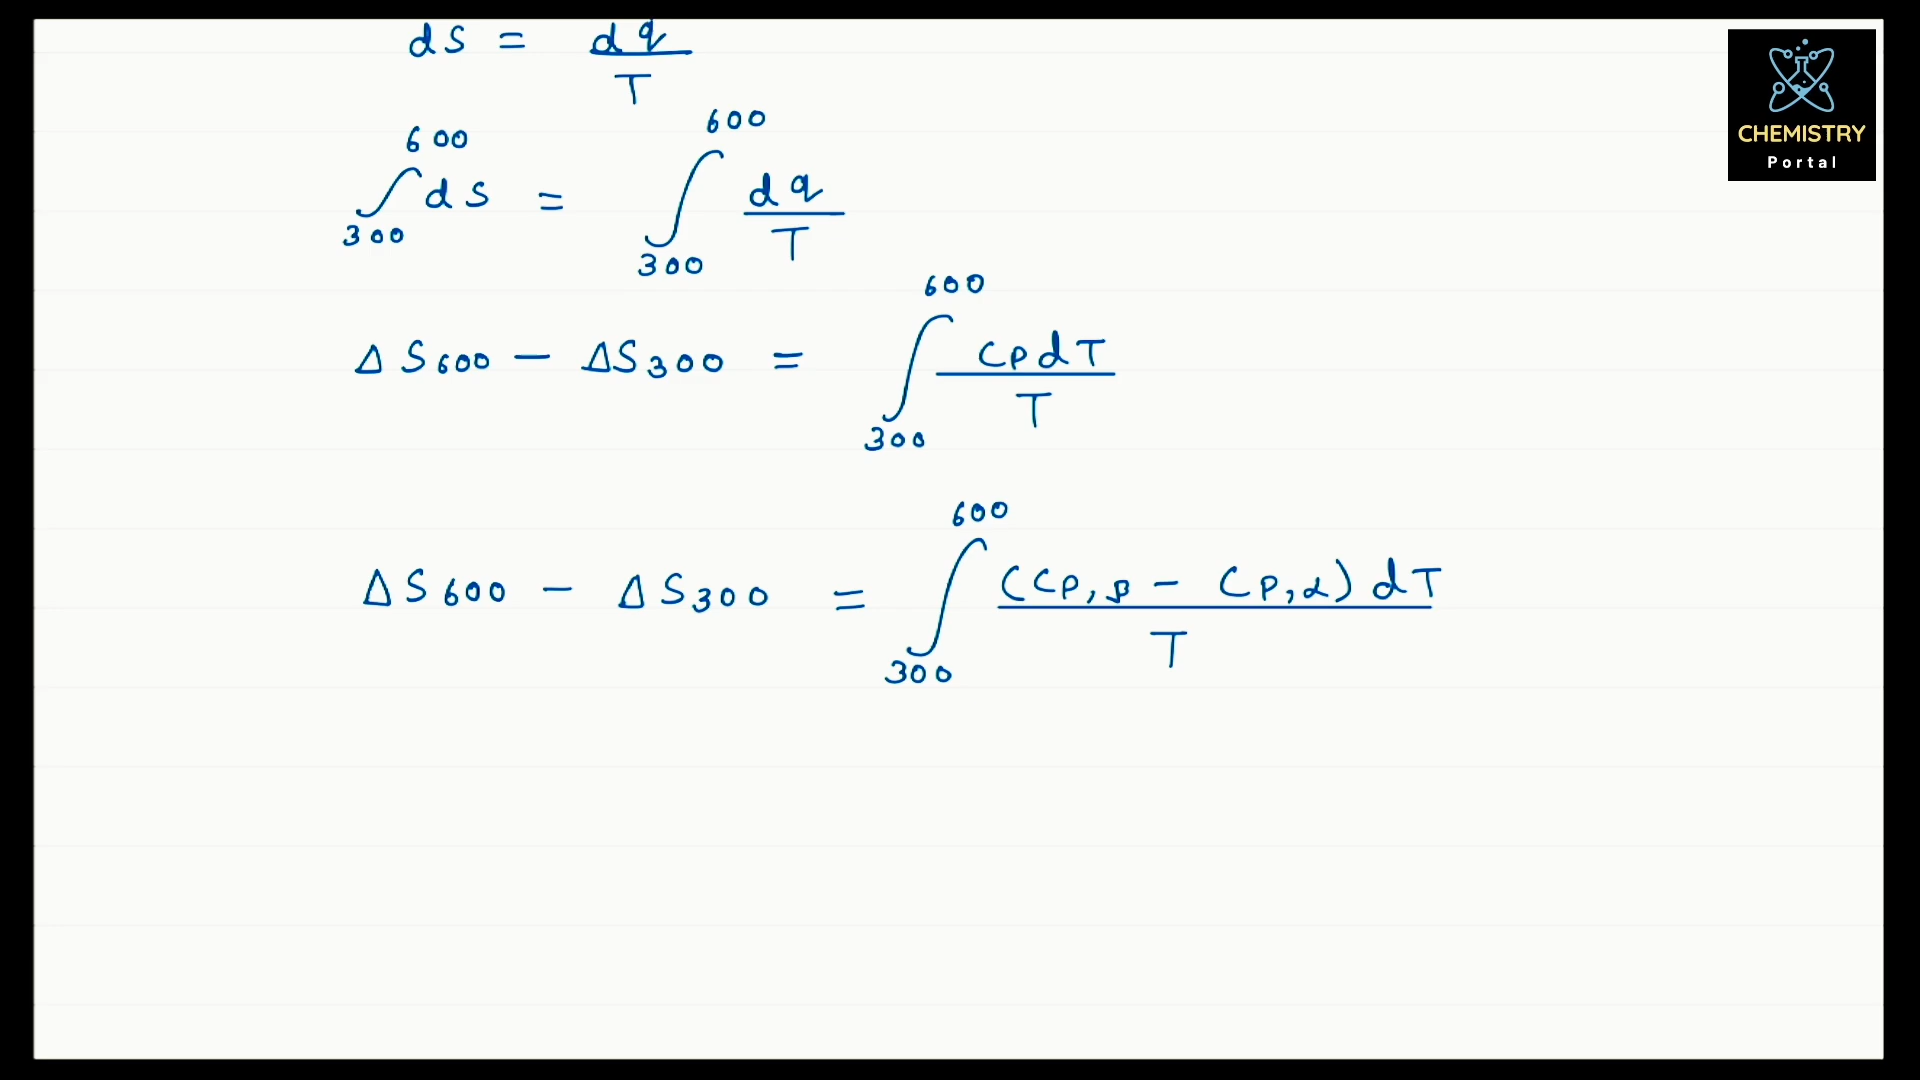 dS = dq/T
∫₃₀₀⁶⁰⁰ dS = ∫₃₀₀⁶⁰⁰ dq/T
ΔS₆₀₀ − ΔS₃₀₀ = ∫₃₀₀⁶⁰⁰ CpdT/T
ΔS₆₀₀ − ΔS₃₀₀ = ∫₃₀₀⁶⁰⁰ (Cp,β − Cp,α) dT/T
CHEMISTRY
Portal